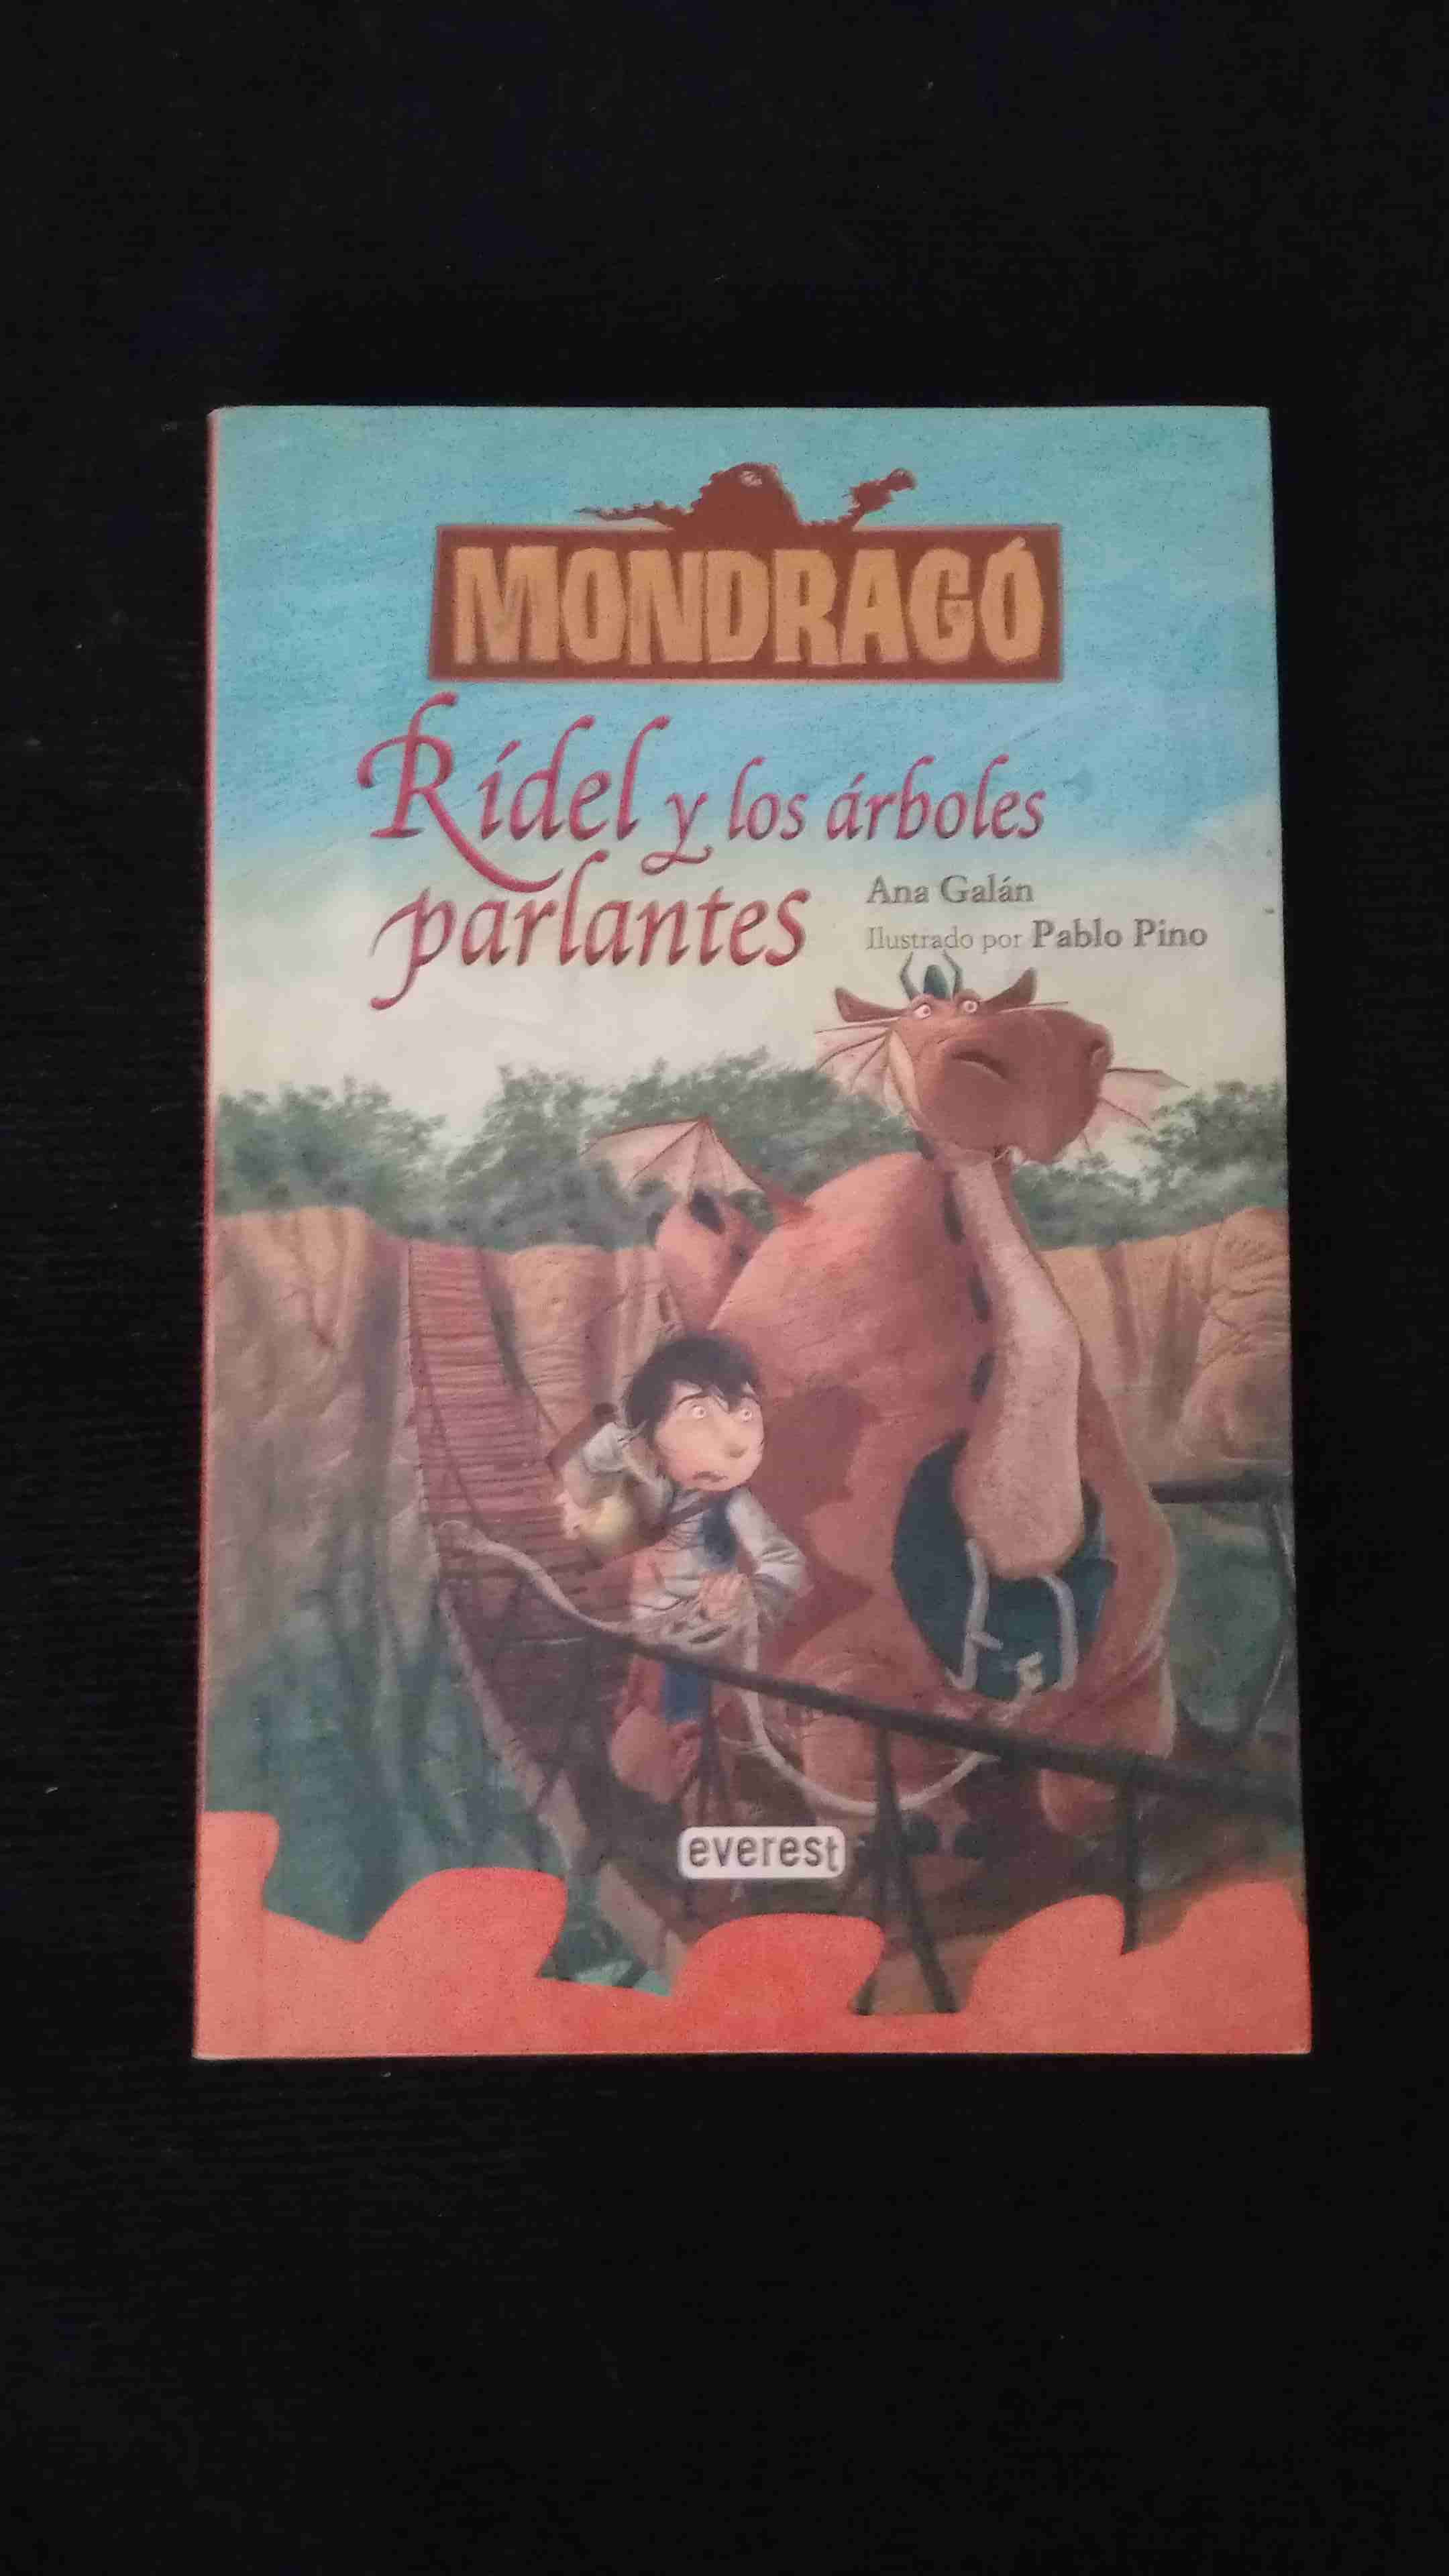 MONDRAGÓ
Rídel y los árboles
parlantes
Ana Galán
Ilustrado por Pablo Pino
everest